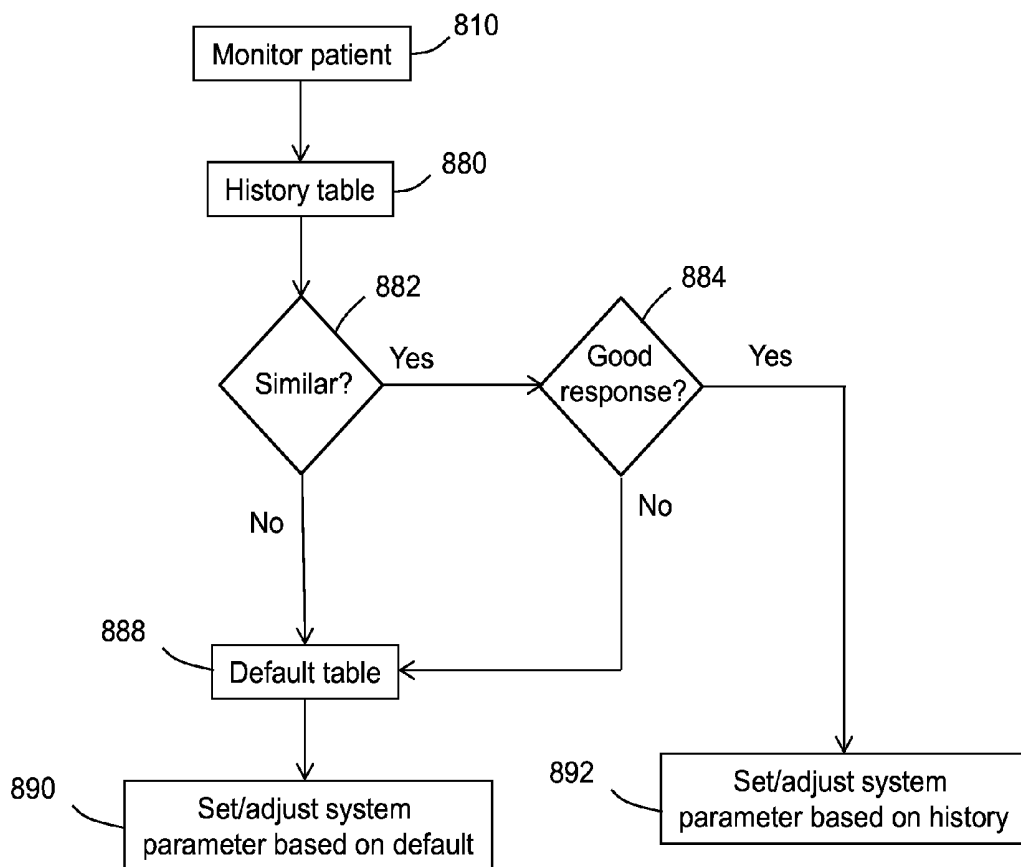 810
Monitor patient
880
History table
882
884
Similar?
Yes
Good
response?
Yes
No
No
888
Default table
890
Set/adjust system
parameter based on default
892
Set/adjust system
parameter based on history